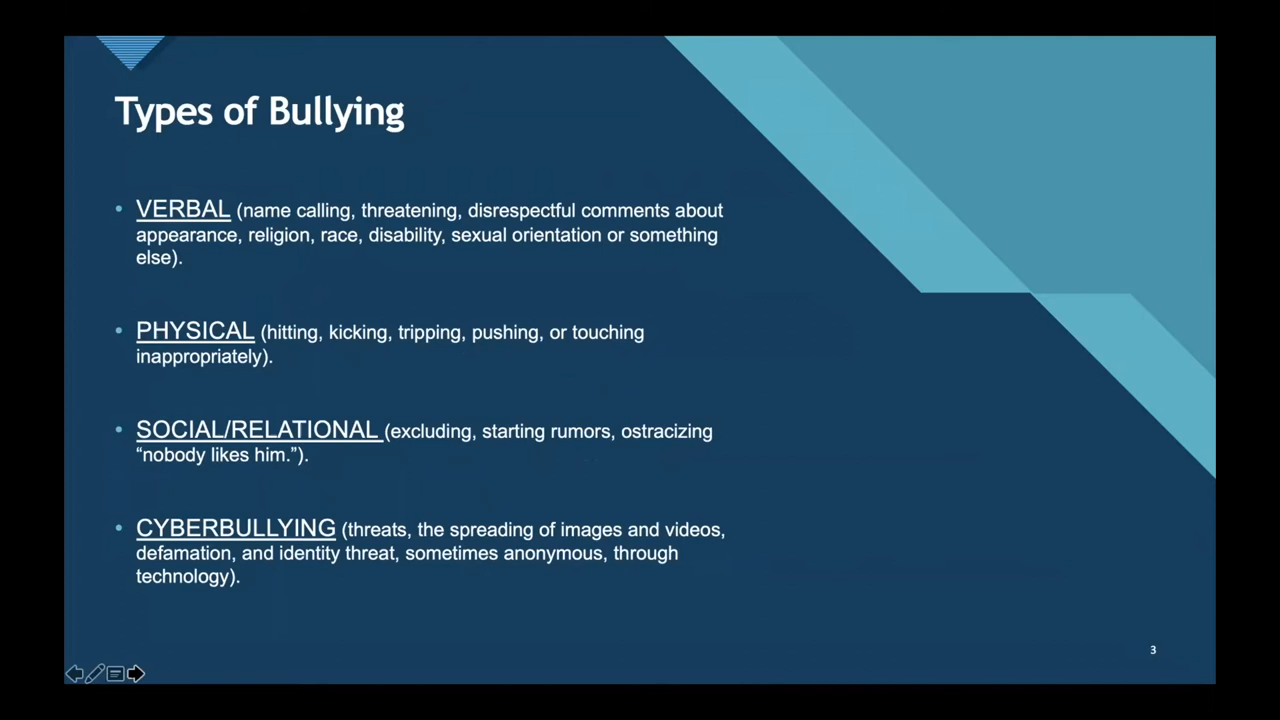 Types of Bullying
• VERBAL (name calling, threatening, disrespectful comments about
appearance, religion, race, disability, sexual orientation or something
else).
• PHYSICAL (hitting, kicking, tripping, pushing, or touching
inappropriately).
• SOCIAL/RELATIONAL (excluding, starting rumors, ostracizing
“nobody likes him.”).
• CYBERBULLYING (threats, the spreading of images and videos,
defamation, and identity threat, sometimes anonymous, through
technology).
3